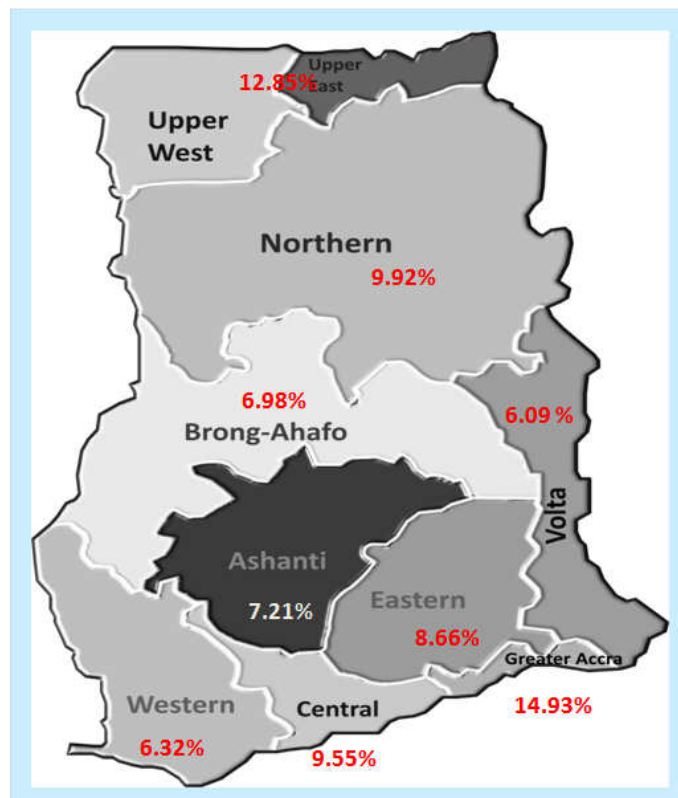 Upper
East
12.85%
Upper
West
Northern
9.92%
6.98%
Brong-Ahafo
6.09 %
Volta
Ashanti
7.21%
Eastern
8.66%
Greater Accra
14.93%
Western
6.32%
Central
9.55%